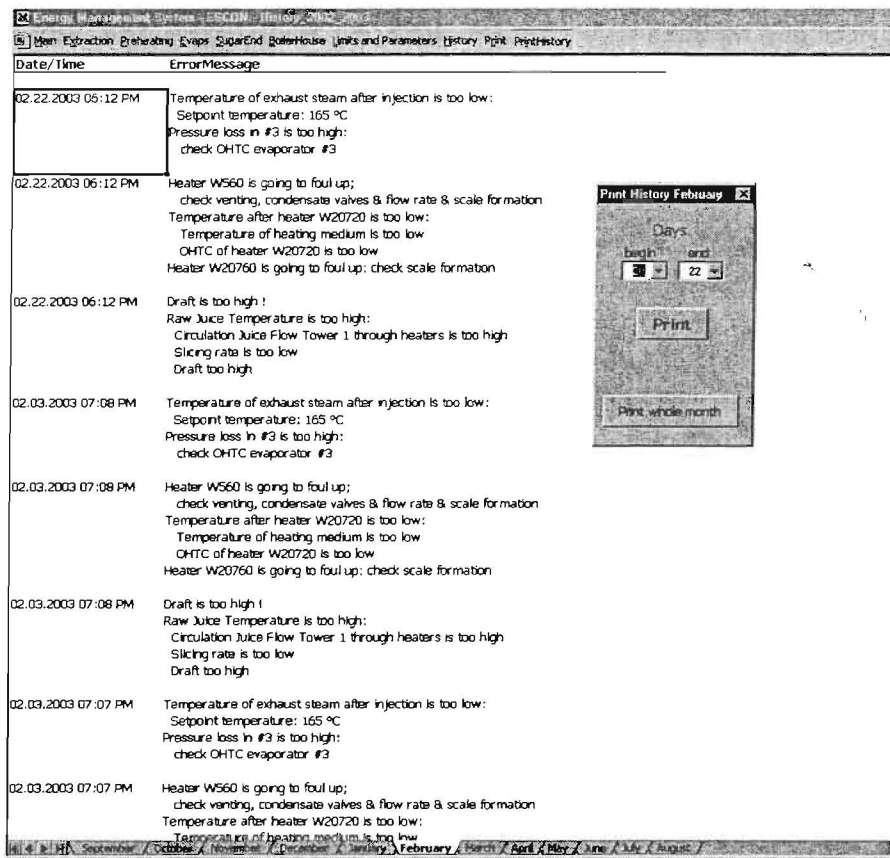 Energy Management System - ESCON - History_2002_2003
Main Extraction Preheating Evaps SugarEnd BoilerHouse Limits and Parameters History Print PrintHistory
Date/Time ErrorMessage
02.22.2003 06:12 PM Temperature of exhaust steam after injection is too low:
Setpoint temperature: 165 ºC
Pressure loss in #3 is too high:
check OHTC evaporator #3
02.22.2003 06:12 PM Heater W560 is going to foul up;
check venting, condensate valves & flow rate & scale formation
Temperature after heater W20720 is too low:
Temperature of heating medium is too low
OHTC of heater W20720 is too low
Heater W20760 is going to foul up: check scale formation
02.22.2003 06:12 PM Draft is too high !
Raw Juice Temperature is too high:
Circulation Juice Flow Tower 1 through heaters is too high
Slicing rate is too low
Draft too high
02.03.2003 07:08 PM Temperature of exhaust steam after injection is too low:
Setpoint temperature: 165 ºC
Pressure loss in #3 is too high:
check OHTC evaporator #3
02.03.2003 07:08 PM Heater W560 is going to foul up;
check venting, condensate valves & flow rate & scale formation
Temperature after heater W20720 is too low:
Temperature of heating medium is too low
OHTC of heater W20720 is too low
Heater W20760 is going to foul up: check scale formation
02.03.2003 07:08 PM Draft is too high !
Raw Juice Temperature is too high:
Circulation Juice Flow Tower 1 through heaters is too high
Slicing rate is too low
Draft too high
02.03.2003 07:07 PM Temperature of exhaust steam after injection is too low:
Setpoint temperature: 165 ºC
Pressure loss in #3 is too high:
check OHTC evaporator #3
02.03.2003 07:07 PM Heater W560 is going to foul up;
check venting, condensate valves & flow rate & scale formation
Temperature after heater W20720 is too low:
Temperature of heating medium is too low
September October November December January February March April May June July August
Print History February
Days
begin end
22
Print
Print whole month